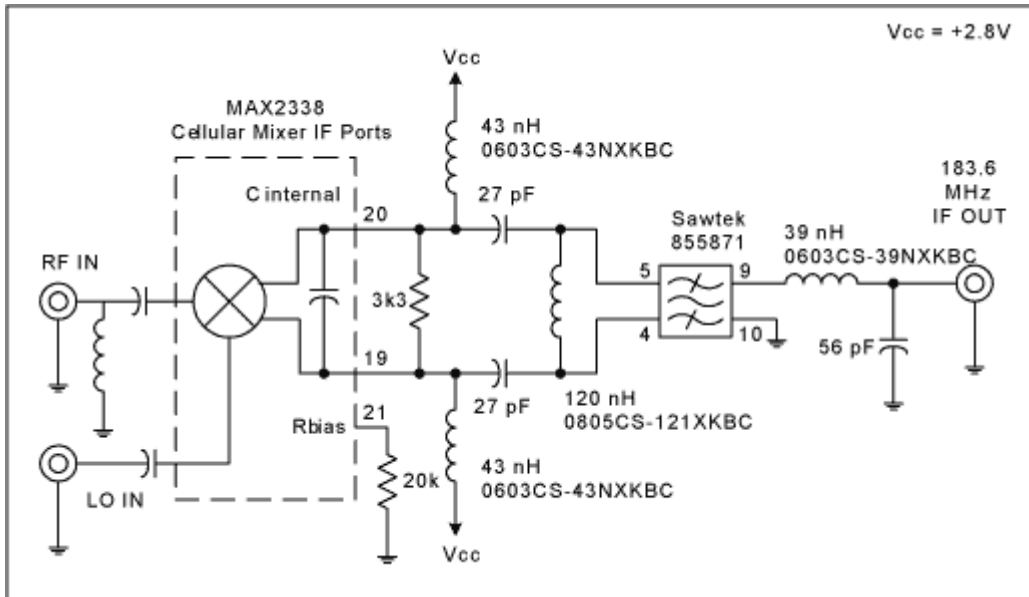 Vcc = +2.8V
Vcc
MAX2338
Cellular Mixer IF Ports
43 nH
0603CS-43NXKBC
27 pF
C internal
20
183.6
MHz
IF OUT
Sawtek
855871
39 nH
0603CS-39NXKBC
RF IN
5
9
3k3
4
10
56 pF
19
27 pF
120 nH
0805CS-121XKBC
21
Rbias
20k
43 nH
0603CS-43NXKBC
LO IN
Vcc